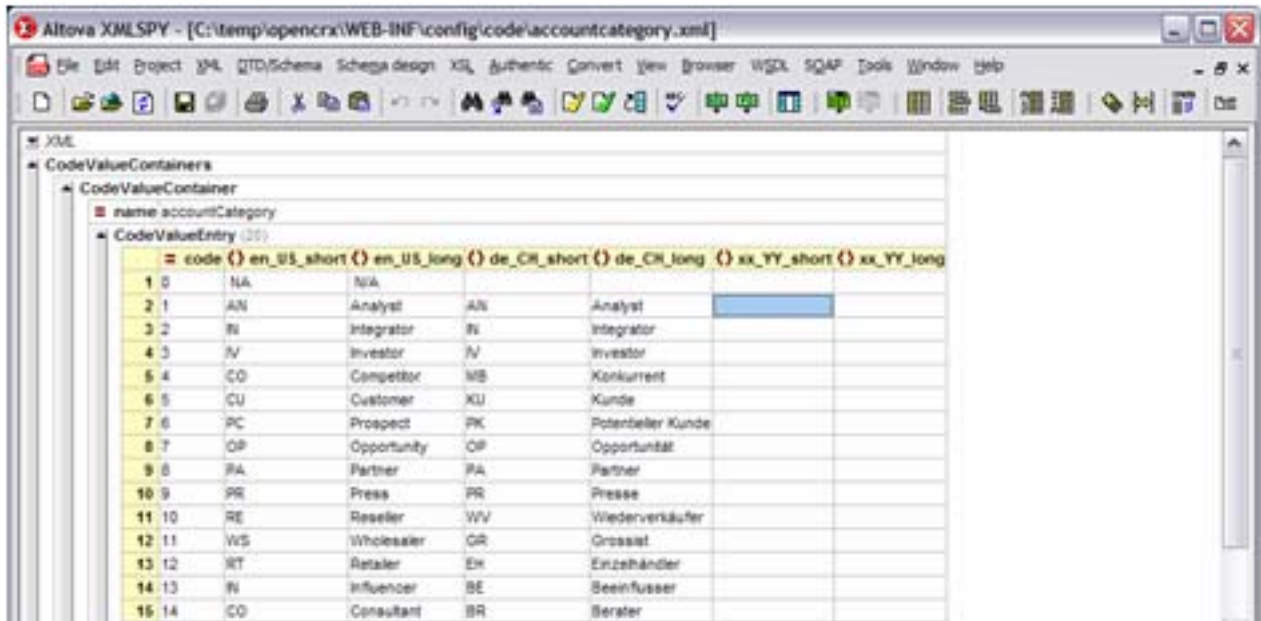 Altova XMLSPY - [C:\temp\opencrx\WEB-INF\config\code\accountcategory.xml]
File Edit Project XML DTD/Schema Schema design XSL Authentic Convert View Browser WSDL SOAP Tools Window Help
XML
CodeValueContainers
CodeValueContainer
= name accountCategory
CodeValueEntry (20)
= code () en_US_short () en_US_long () de_CH_short () de_CH_long () xx_YY_short () xx_YY_long
1 0 NA N/A
2 1 AN Analyst AN Analyst
3 2 IN Integrator IN Integrator
4 3 IV Investor IV Investor
5 4 CO Competitor MB Konkurrent
6 5 CU Customer KU Kunde
7 6 PC Prospect PK Potentieller Kunde
8 7 OP Opportunity OP Opportunität
9 8 PA Partner PA Partner
10 9 PR Press PR Presse
11 10 RE Reseller WV Wiederverkäufer
12 11 WS Wholesaler GR Grossist
13 12 RT Retailer EH Einzelhändler
14 13 IN Influencer BE Beeinflusser
15 14 CO Consultant BR Berater